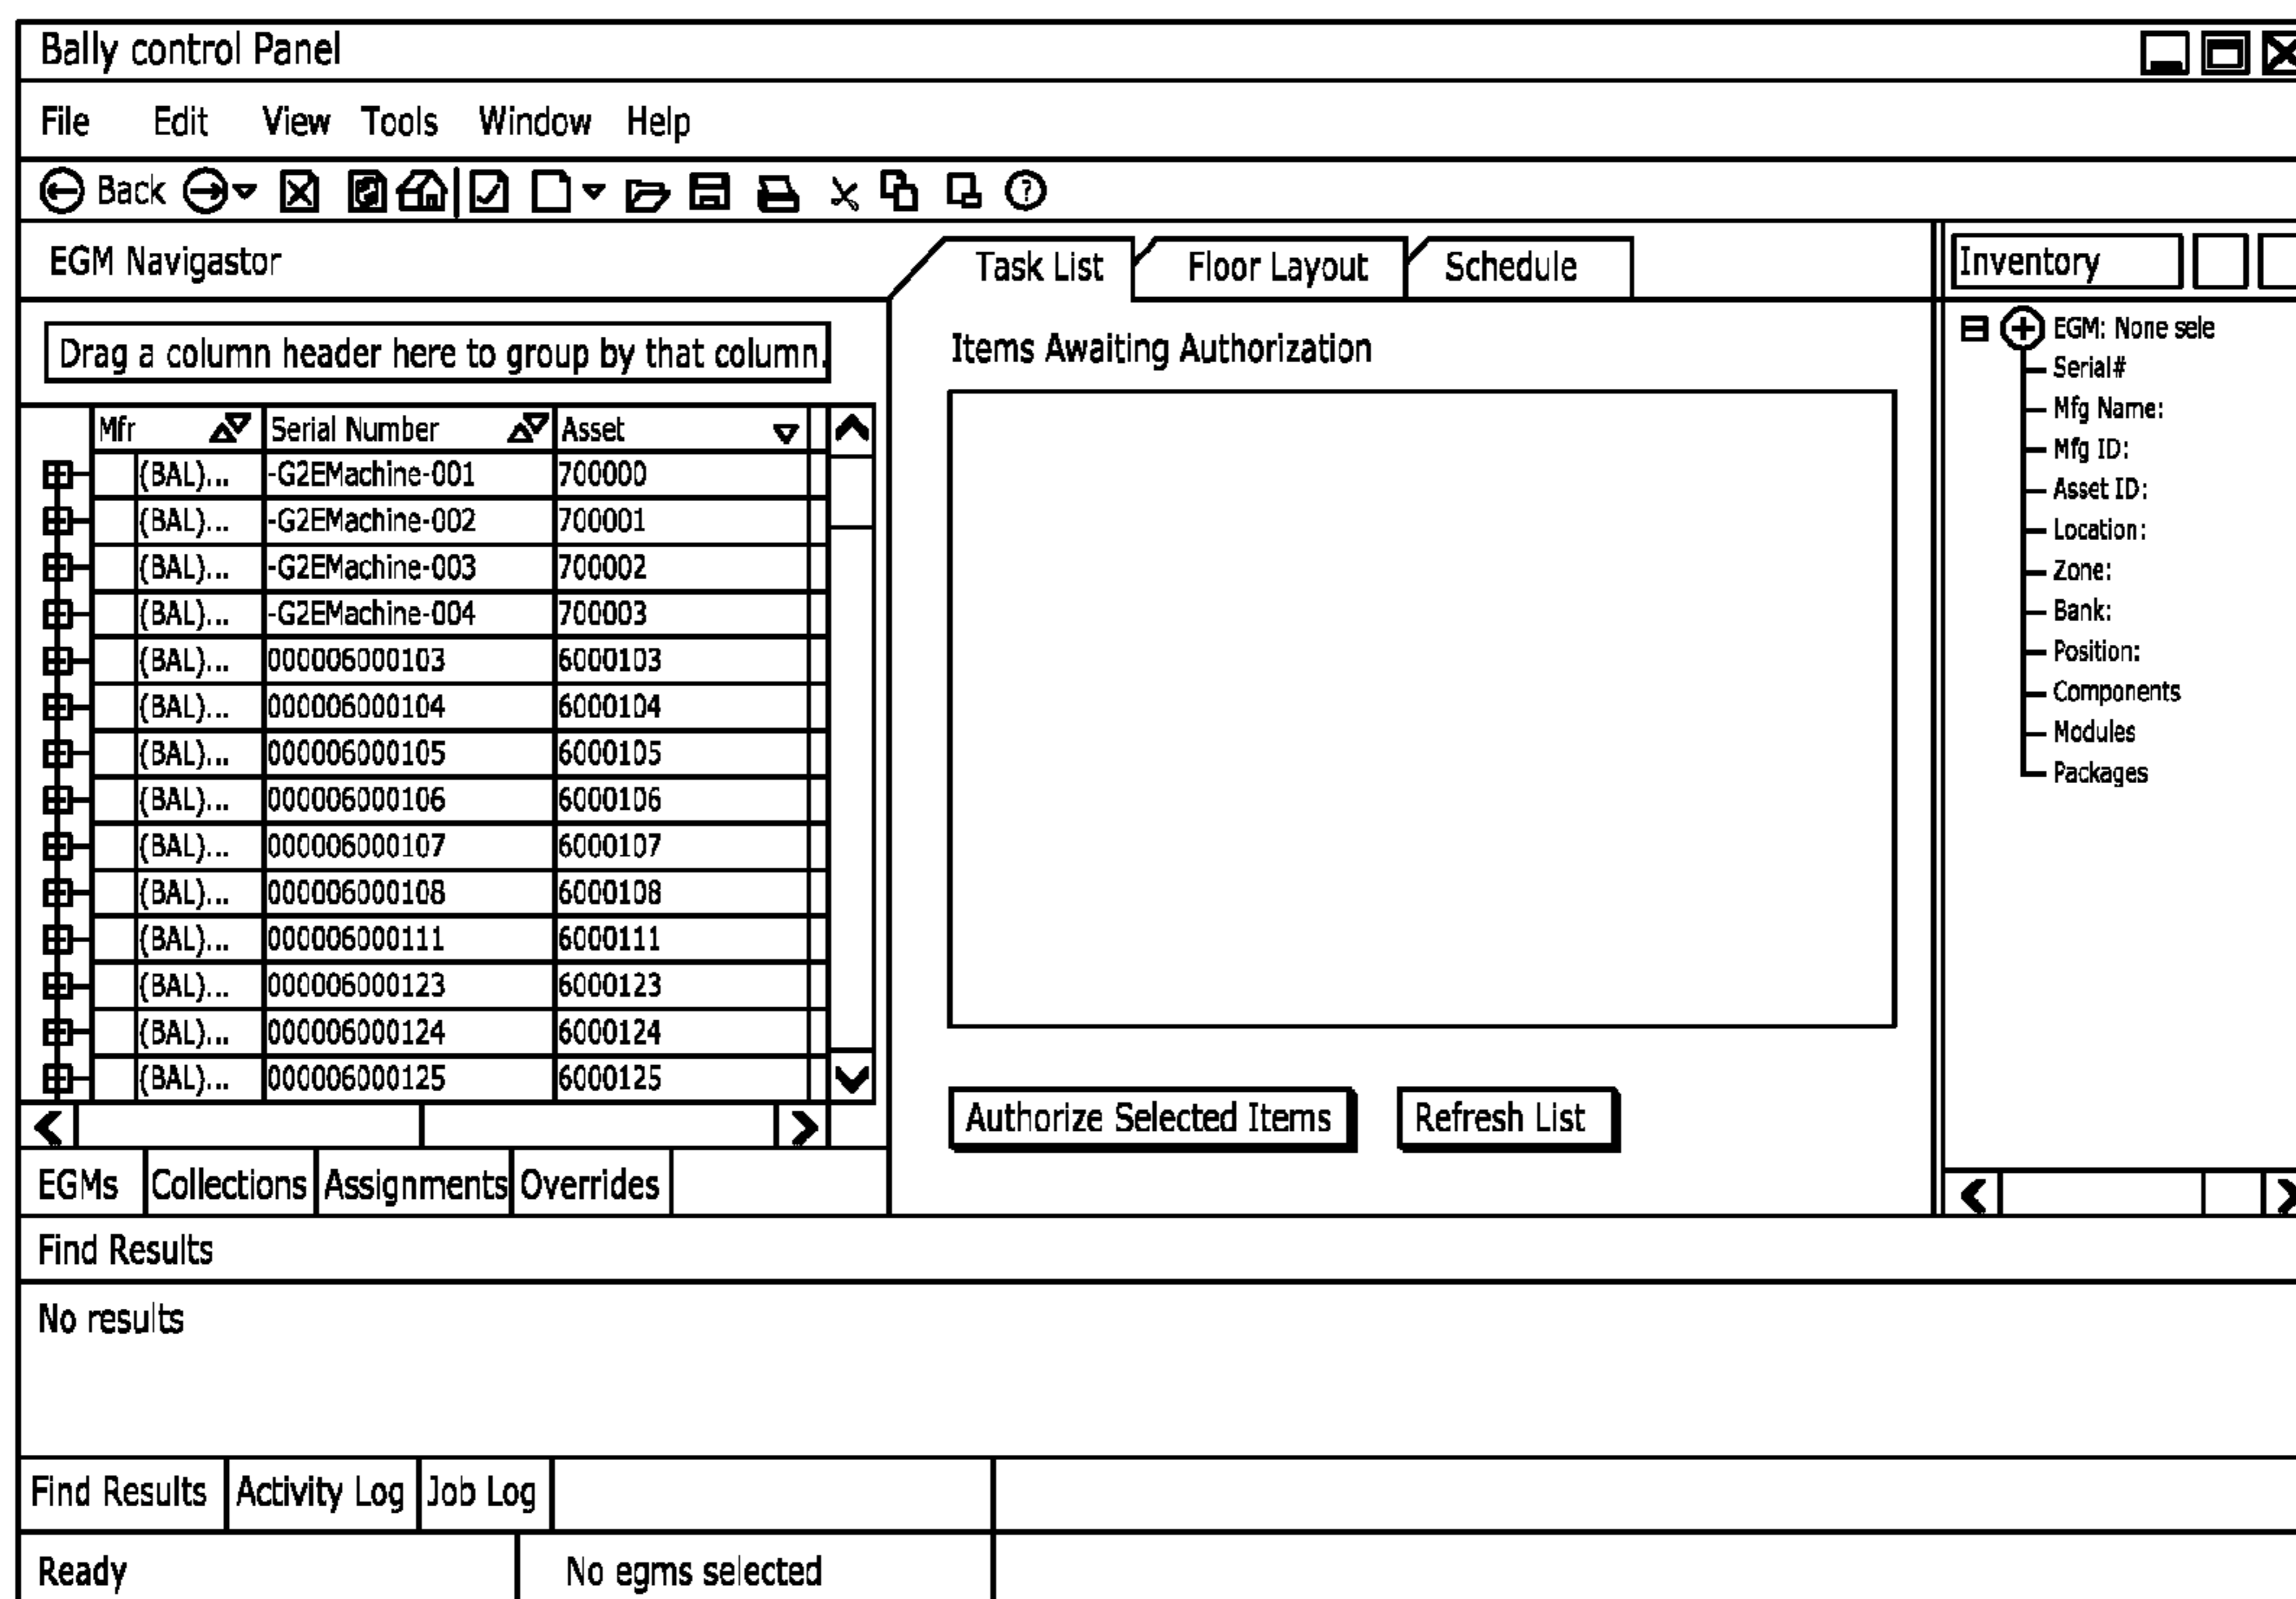 Bally control Panel
File Edit View Tools Window Help
Back
EGM Navigastor
Drag a column header here to group by that column.
Mfr Serial Number Asset
(BAL)... -G2EMachine-001 700000
(BAL)... -G2EMachine-002 700001
(BAL)... -G2EMachine-003 700002
(BAL)... -G2EMachine-004 700003
(BAL)... 000006000103 6000103
(BAL)... 000006000104 6000104
(BAL)... 000006000105 6000105
(BAL)... 000006000106 6000106
(BAL)... 000006000107 6000107
(BAL)... 000006000108 6000108
(BAL)... 000006000111 6000111
(BAL)... 000006000123 6000123
(BAL)... 000006000124 6000124
(BAL)... 000006000125 6000125
EGMs Collections Assignments Overrides
Task List Floor Layout Schedule
Items Awaiting Authorization
Authorize Selected Items Refresh List
Inventory
EGM: None sele
Serial#
Mfg Name:
Mfg ID:
Asset ID:
Location:
Zone:
Bank:
Position:
Components
Modules
Packages
Find Results
No results
Find Results Activity Log Job Log
Ready No egms selected